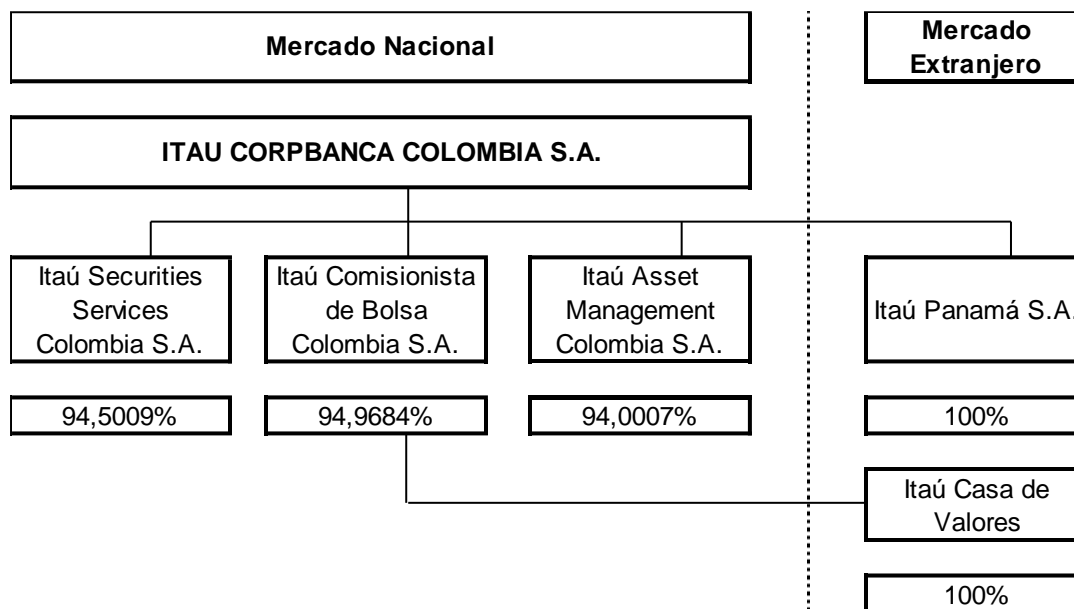 Mercado Nacional
Mercado
Extranjero
ITAU CORPBANCA COLOMBIA S.A.
Itaú Securities
Services
Colombia S.A.
Itaú Comisionista
de Bolsa
Colombia S.A.
Itaú Asset
Management
Colombia S.A.
Itaú Panamá S.A.
94,5009%
94,9684%
94,0007%
100%
Itaú Casa de
Valores
100%